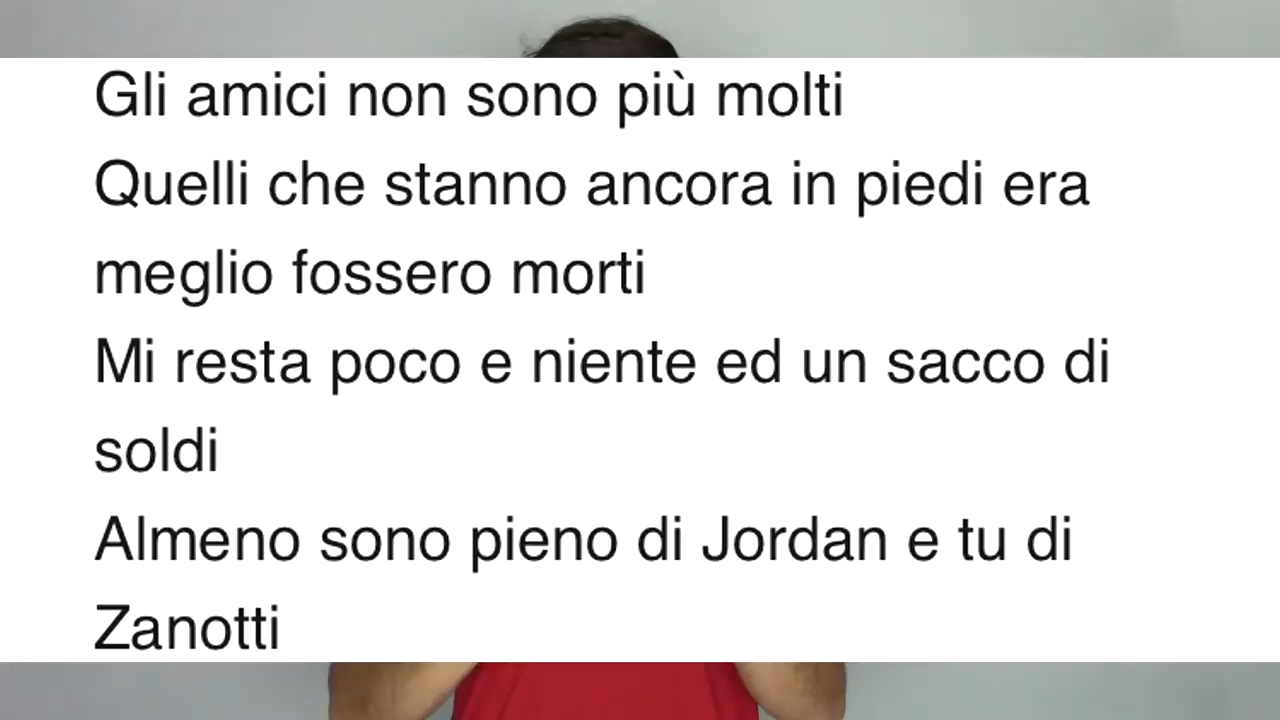 Gli amici non sono più molti
Quelli che stanno ancora in piedi era
meglio fossero morti
Mi resta poco e niente ed un sacco di
soldi
Almeno sono pieno di Jordan e tu di
Zanotti